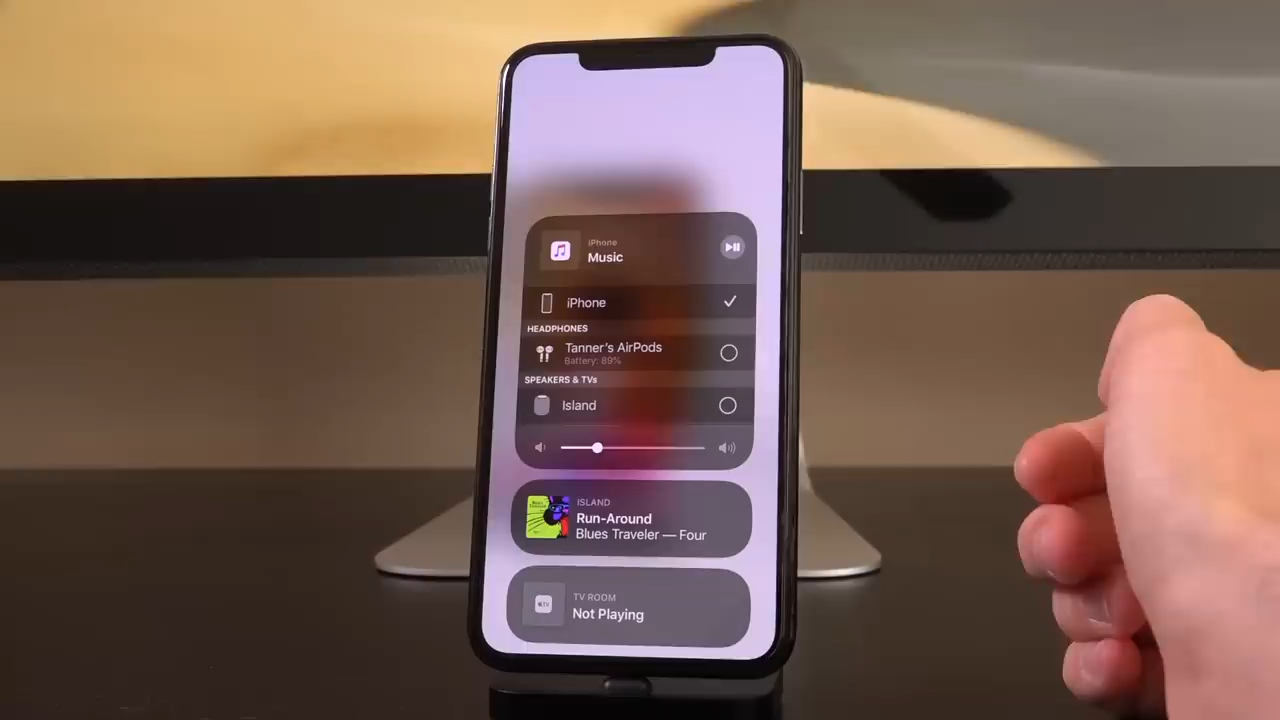 iPhone
Music
iPhone
HEADPHONES
Tanner's AirPods
Battery: 89%
SPEAKERS & TVs
Island
ISLAND
Run-Around
Blues Traveler — Four
TV ROOM
Not Playing